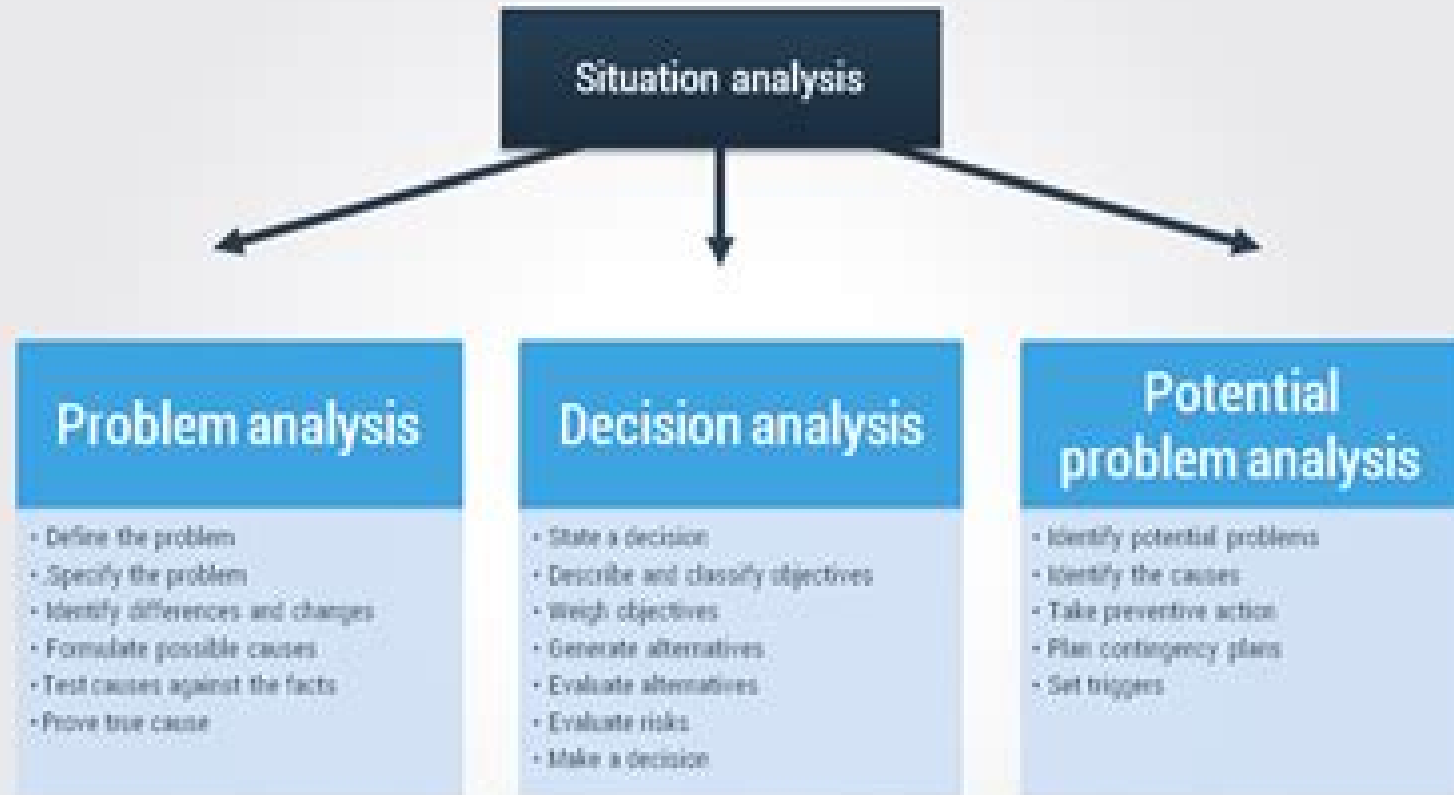 Situation analysis
Problem analysis
• Define the problem
• Specify the problem
• Identify differences and changes
• Formulate possible causes
• Test causes against the facts
• Prove true cause
Decision analysis
• State a decision
• Describe and classify objectives
• Weigh objectives
• Generate alternatives
• Evaluate alternatives
• Evaluate risks
• Make a decision
Potential
problem analysis
• Identify potential problems
• Identify the causes
• Take preventive action
• Plan contingency plans
• Set triggers